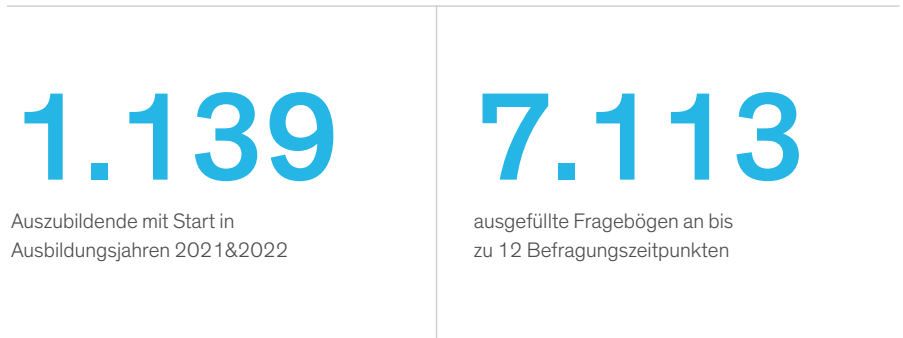 1.139
Auszubildende mit Start in
Ausbildungsjahren 2021&2022
7.113
ausgefüllte Fragebögen an bis
zu 12 Befragungszeitpunkten